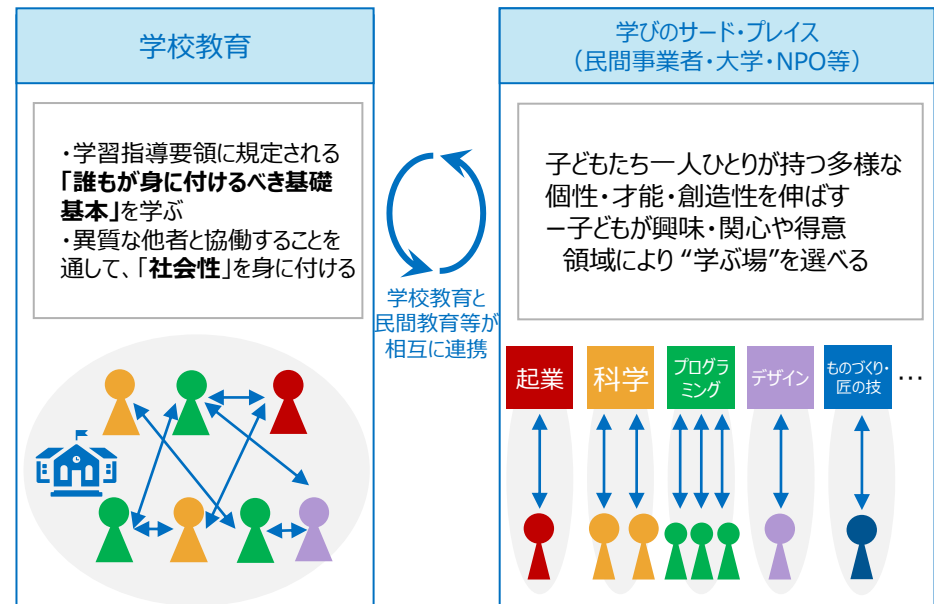 学校教育
・学習指導要領に規定される
「誰もが身に付けるべき基礎
基本」を学ぶ
・異質な他者と協働することを
通して、「社会性」を身に付ける
学校教育と
民間教育等が
相互に連携
学びのサード・プレイス
（民間事業者・大学・NPO等）
子どもたち一人ひとりが持つ多様な
個性・才能・創造性を伸ばす
－子どもが興味・関心や得意
領域により “学ぶ場”を選べる
起業
科学
プログラ
ミング
デザイン
ものづくり・
匠の技
…